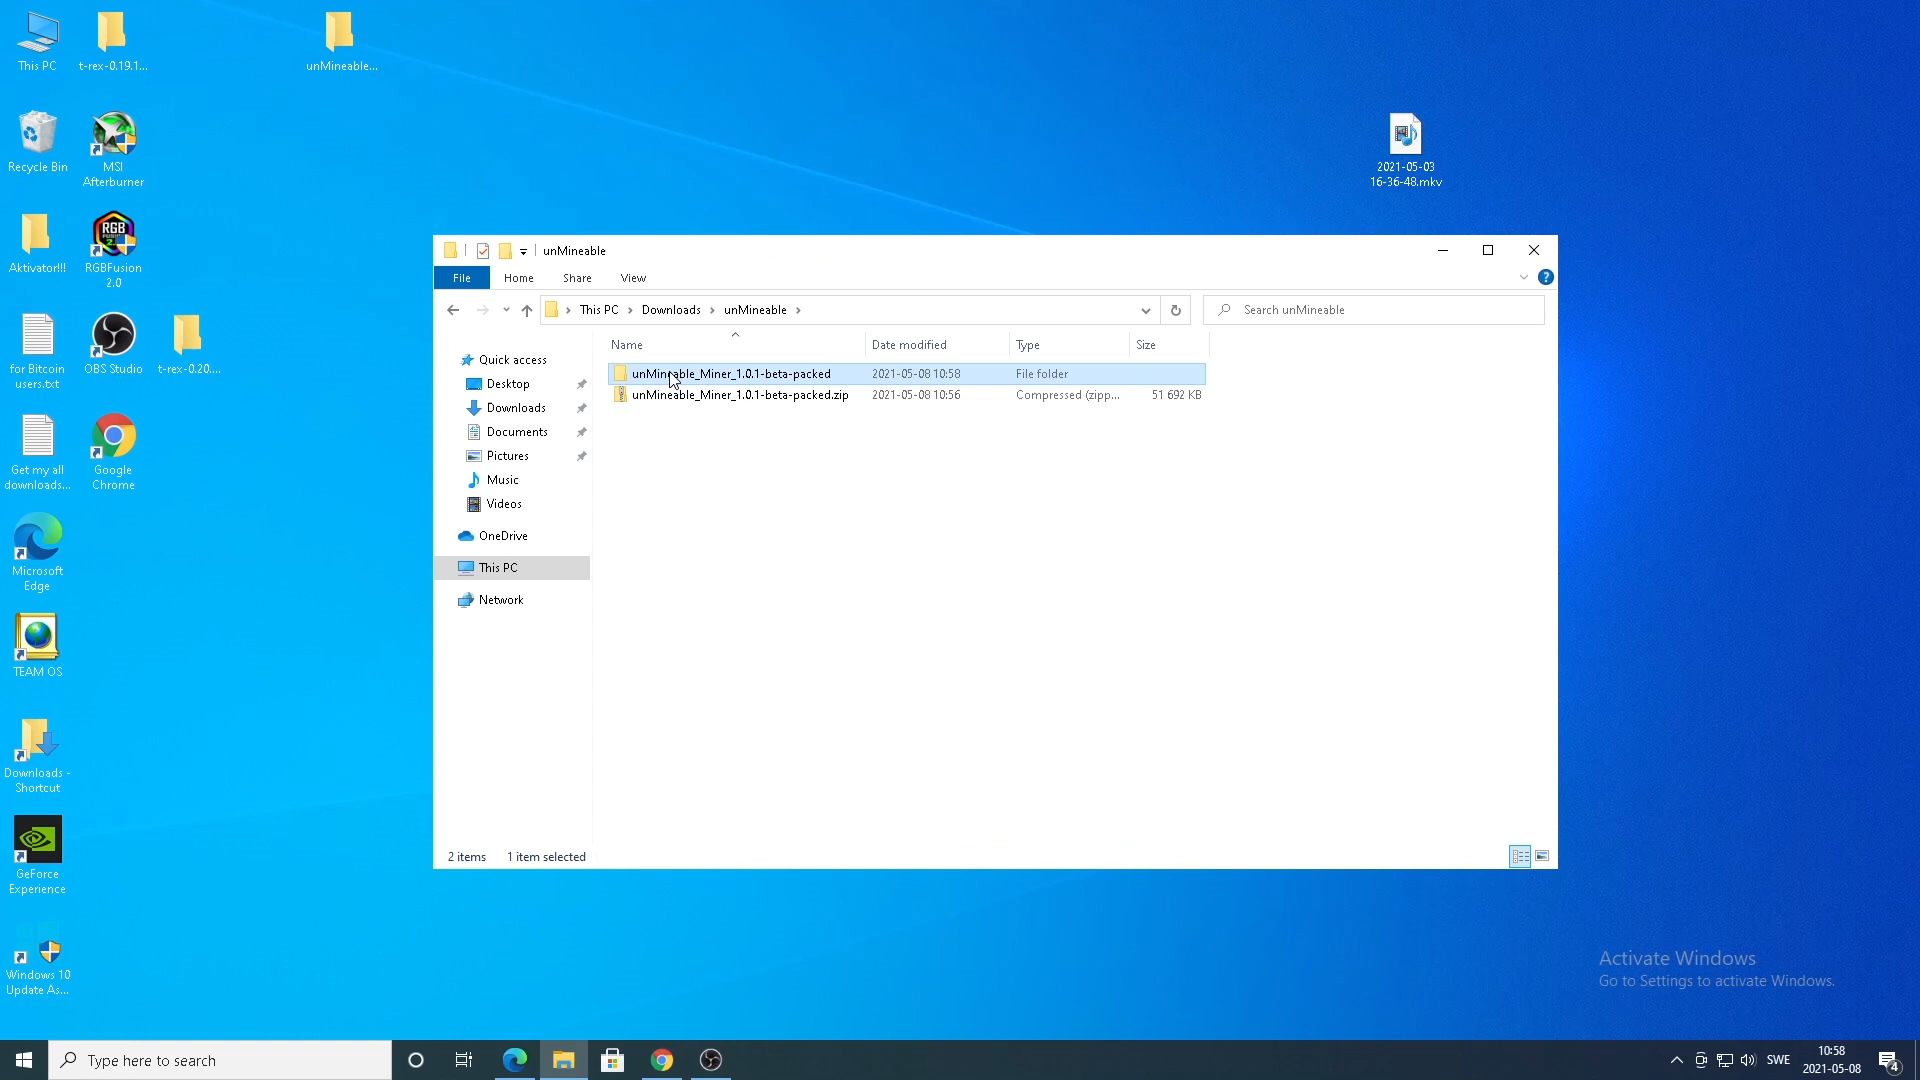 This PC
t-rex-0.19.1...
unMineable...
Recycle Bin
MSI
Afterburner
2021-05-03
16-36-48.mkv
Aktivator!!!
RGB
RGBFusion
2.0
for Bitcoin
users.txt
OBS Studio
t-rex-0.20....
Get my all
downloads...
Google
Chrome
Microsoft
Edge
TEAM OS
Downloads -
Shortcut
GeForce
Experience
Windows 10
Update As...
unMineable
File
Home
Share
View
This PC
Downloads
unMineable
Search unMineable
Name
Date modified
Type
Size
unMineable_Miner_1.0.1-beta-packed
2021-05-08 10:58
File folder
unMineable_Miner_1.0.1-beta-packed.zip
2021-05-08 10:56
Compressed (zipp...
51 692 KB
Quick access
Desktop
Downloads
Documents
Pictures
Music
Videos
OneDrive
This PC
Network
2 items
1 item selected
Activate Windows
Go to Settings to activate Windows.
Type here to search
SWE
10:58
2021-05-08
4